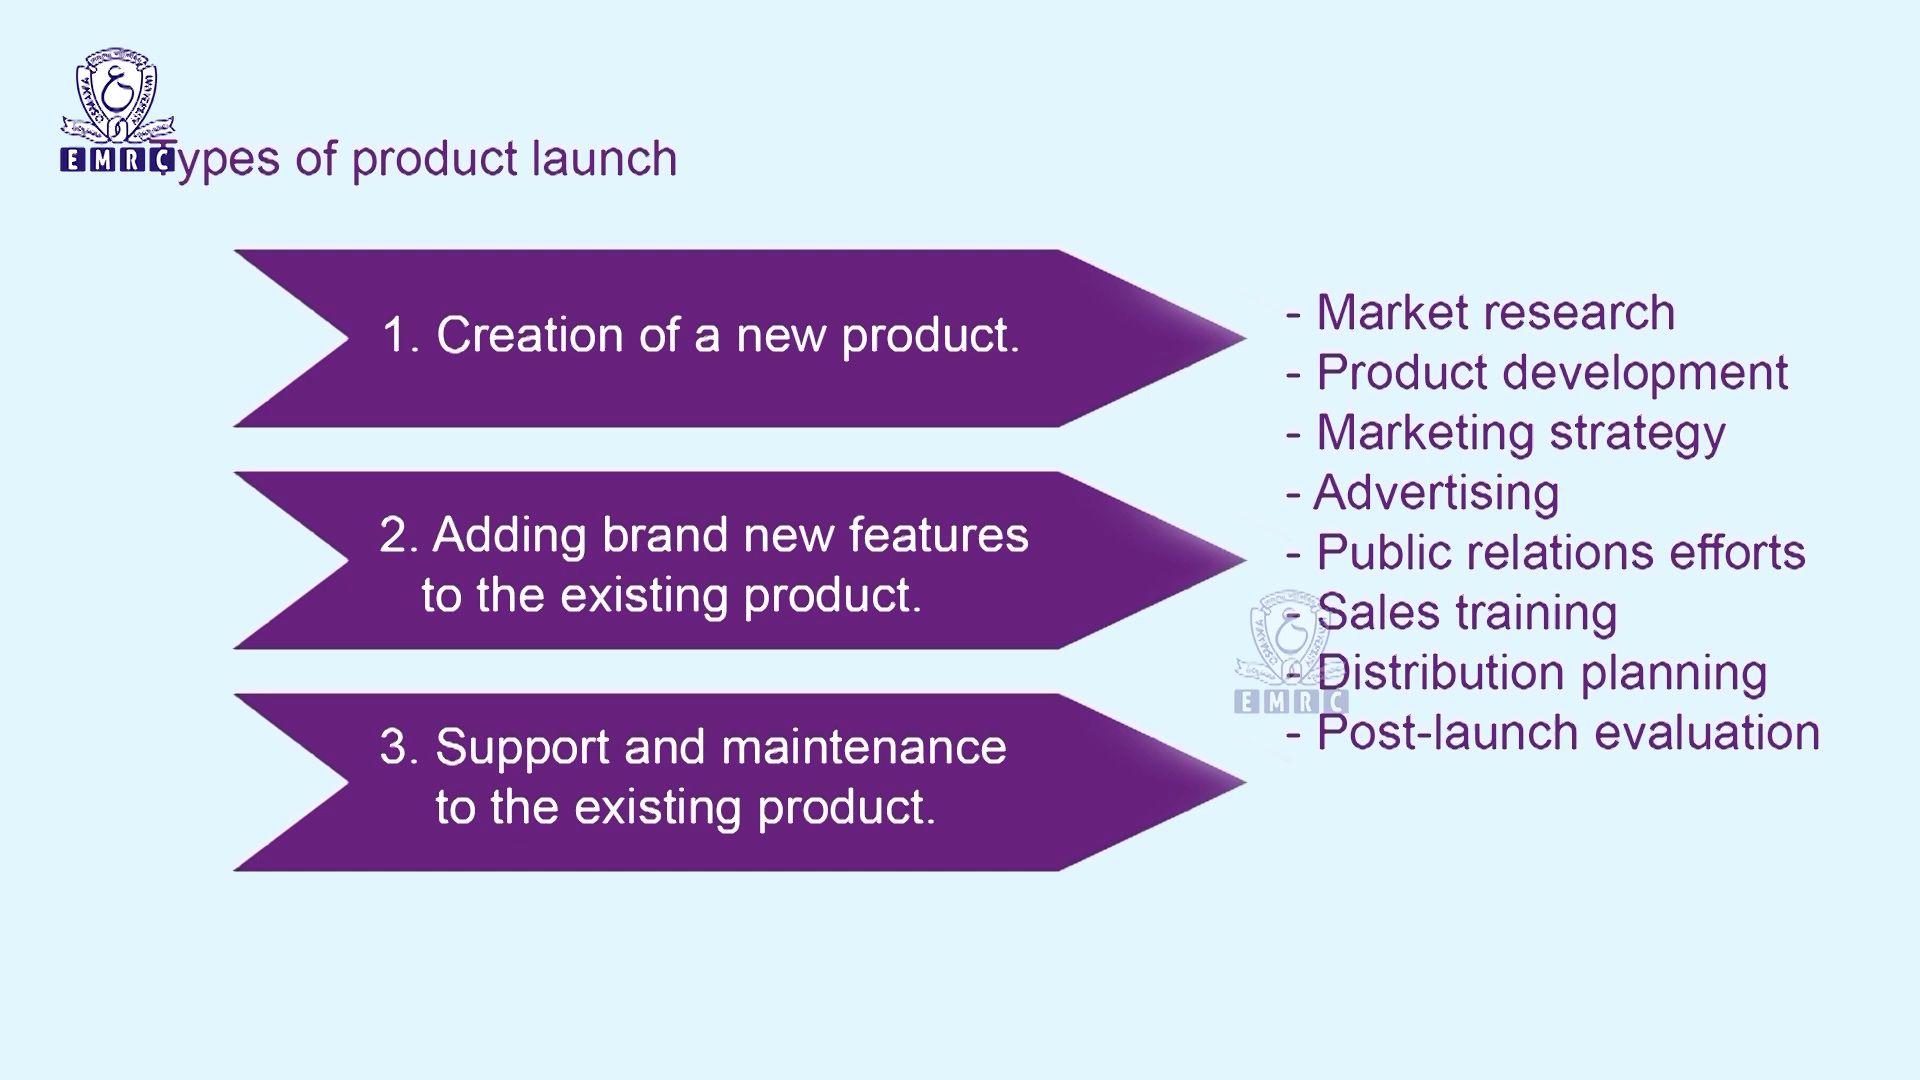 EMRC
Types of product launch
1. Creation of a new product.
2. Adding brand new features
to the existing product.
3. Support and maintenance
to the existing product.
- Market research
- Product development
- Marketing strategy
- Advertising
- Public relations efforts
- Sales training
- Distribution planning
- Post-launch evaluation
EMRC